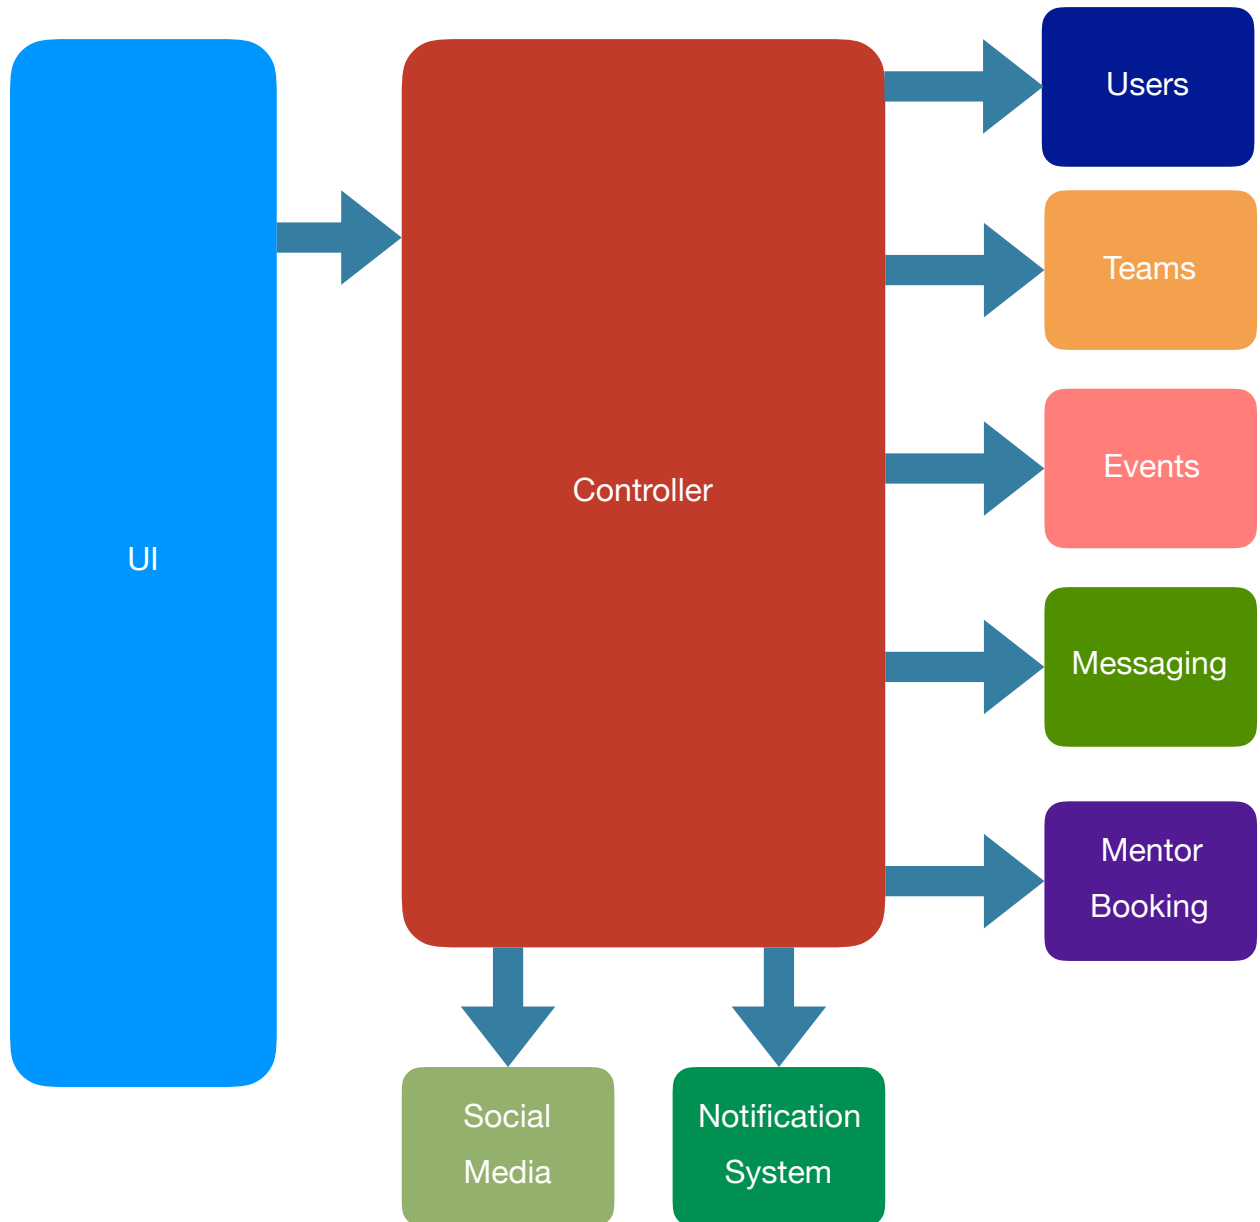 UI
Controller
Users
Teams
Events
Messaging
Mentor
Booking
Social
Media
Notification
System